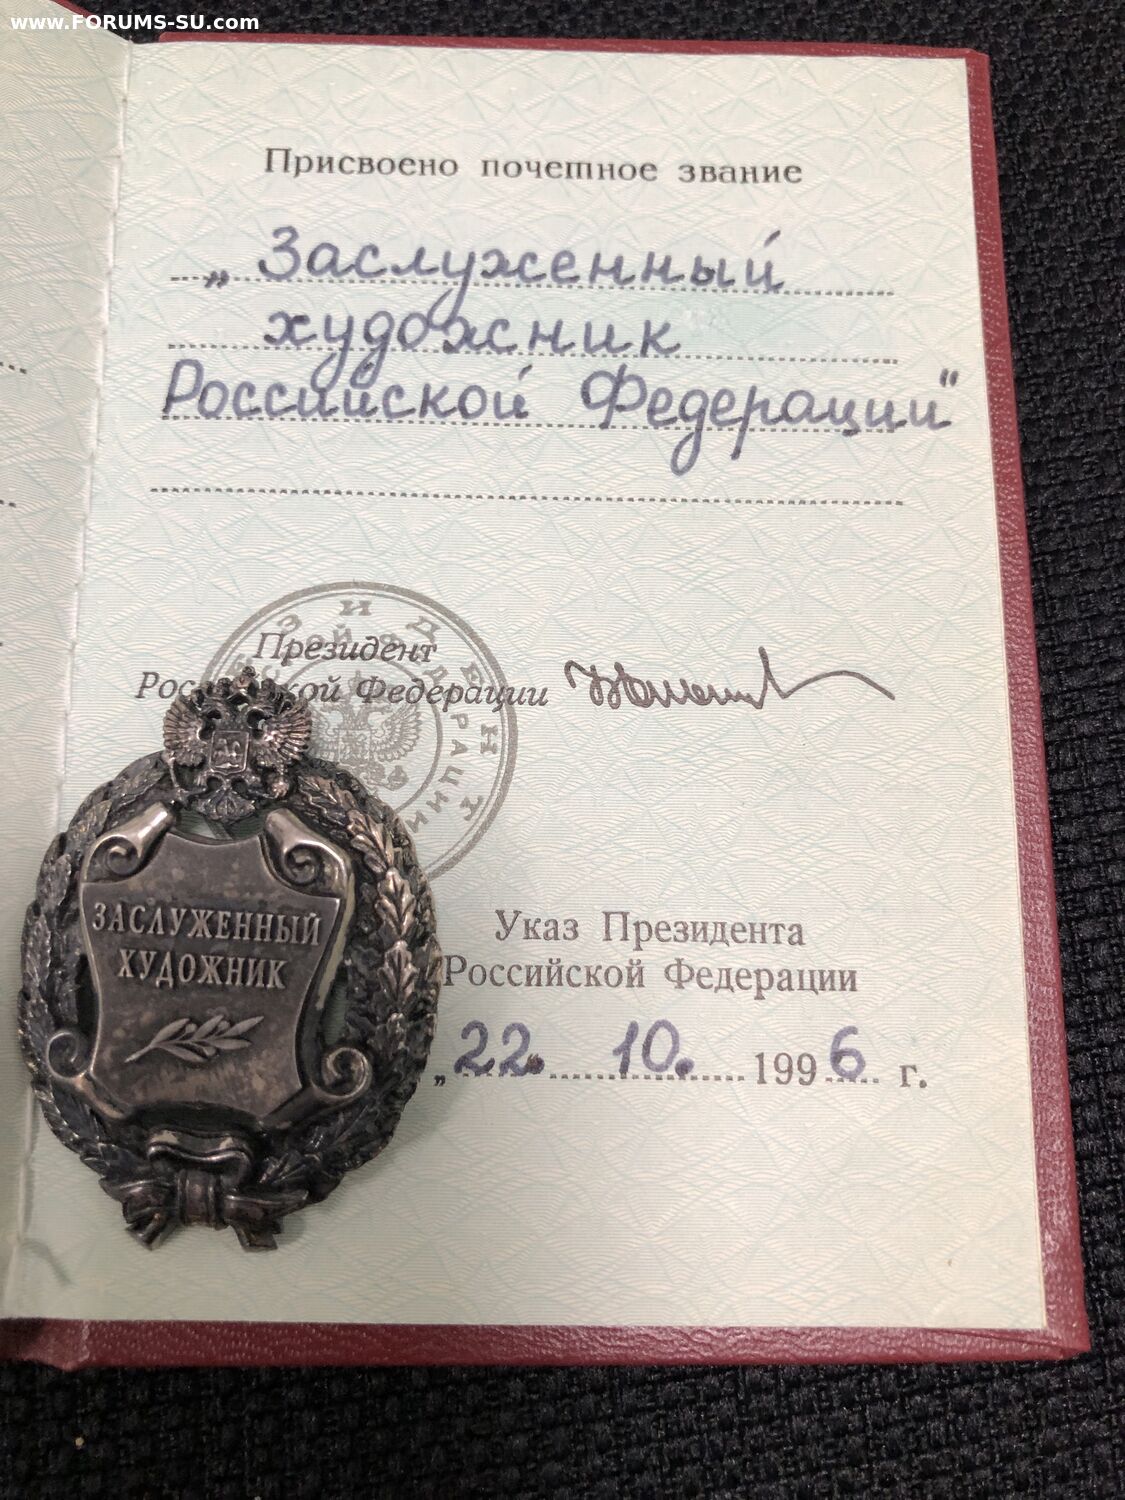 www.FORUMS-SU.com
Присвоено почетное звание
„Заслуженный
художник
Российской Федерации"
Президент
Российской Федерации
ПРЕЗИДЕНТ
ЗАСЛУЖЕННЫЙ
ХУДОЖНИК
Указ Президента
Российской Федерации
„22" 10. 1996 г.